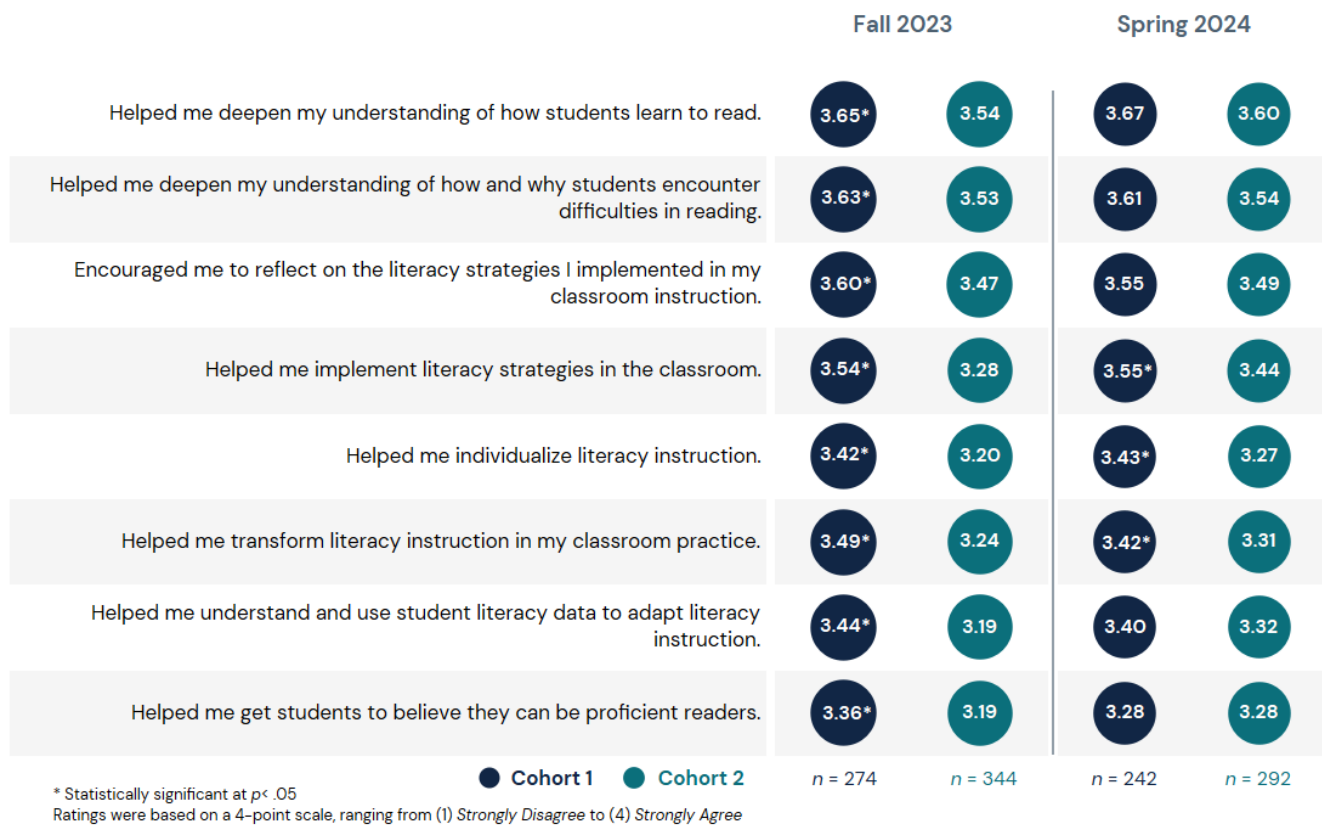 Fall 2023 Spring 2024
Helped me deepen my understanding of how students learn to read. 3.65* 3.54 3.67 3.60
Helped me deepen my understanding of how and why students encounter
difficulties in reading. 3.63* 3.53 3.61 3.54
Encouraged me to reflect on the literacy strategies I implemented in my
classroom instruction. 3.60* 3.47 3.55 3.49
Helped me implement literacy strategies in the classroom. 3.54* 3.28 3.55* 3.44
Helped me individualize literacy instruction. 3.42* 3.20 3.43* 3.27
Helped me transform literacy instruction in my classroom practice. 3.49* 3.24 3.42* 3.31
Helped me understand and use student literacy data to adapt literacy
instruction. 3.44* 3.19 3.40 3.32
Helped me get students to believe they can be proficient readers. 3.36* 3.19 3.28 3.28
Cohort 1 Cohort 2 n = 274 n = 344 n = 242 n = 292
* Statistically significant at p< .05
Ratings were based on a 4-point scale, ranging from (1) Strongly Disagree to (4) Strongly Agree